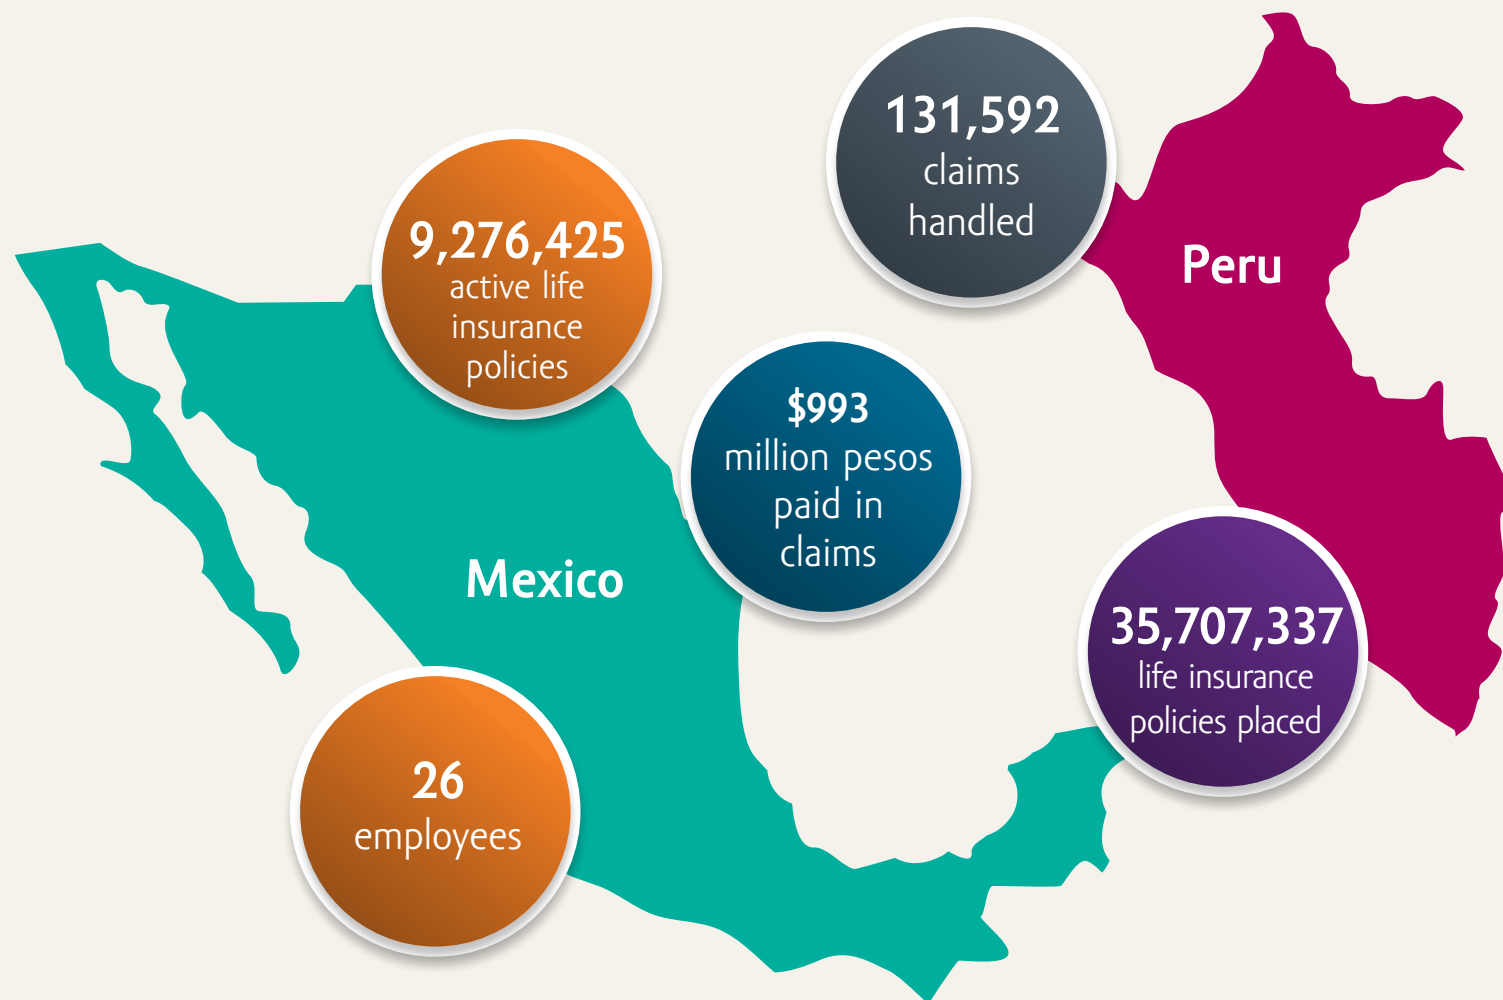 131,592
claims
handled
9,276,425
active life
insurance
policies
Peru
$993
million pesos
paid in
claims
Mexico
35,707,337
life insurance
policies placed
26
employees